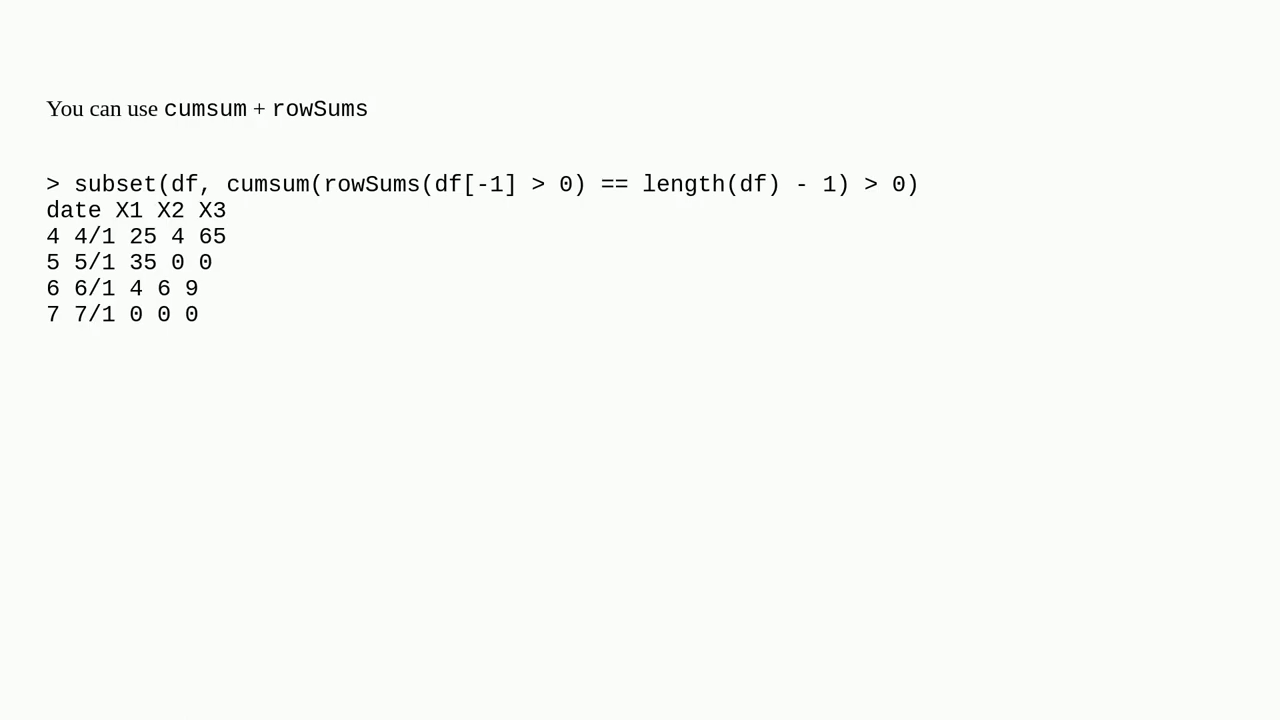 You can use cumsum + rowSums
> subset(df, cumsum(rowSums(df[-1] > 0) == length(df) - 1) > 0)
date X1 X2 X3
4 4/1 25 4 65
5 5/1 35 0 0
6 6/1 4 6 9
7 7/1 0 0 0